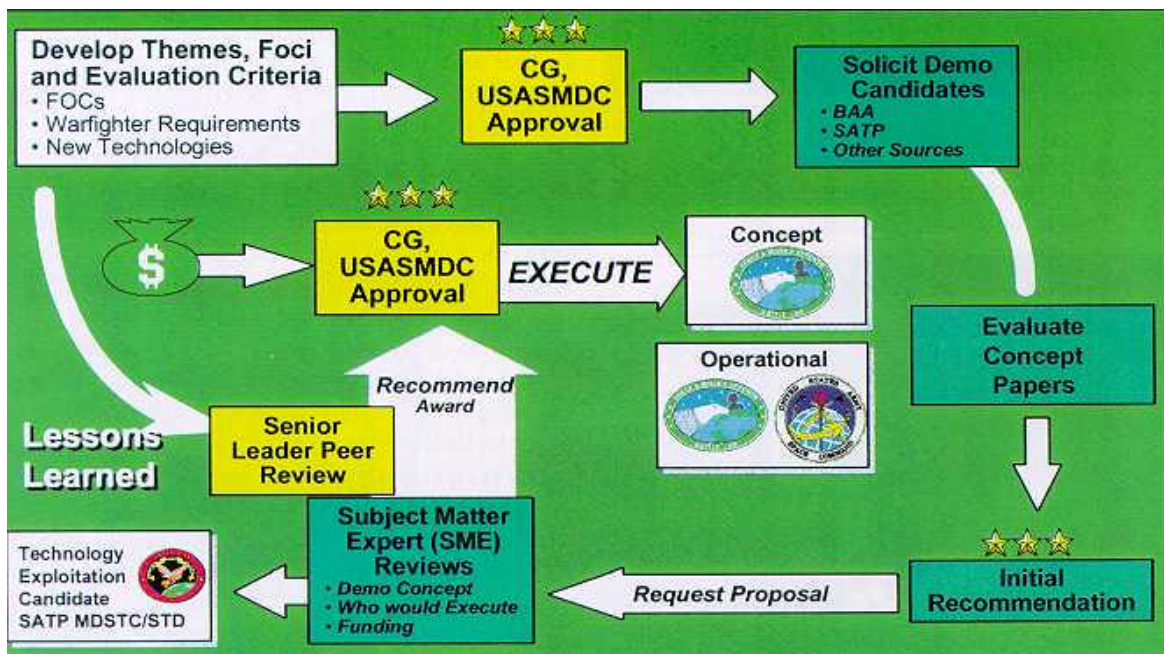 Develop Themes, Foci
and Evaluation Criteria
• FOCs
• Warfighter Requirements
• New Technologies
CG,
USASMDC
Approval
Solicit Demo
Candidates
• BAA
• SATP
• Other Sources
$
CG,
USASMDC
Approval
EXECUTE
Concept
Operational
Evaluate
Concept
Papers
Recommend
Award
Lessons
Learned
Senior
Leader Peer
Review
Initial
Recommendation
Request Proposal
Subject Matter
Expert (SME)
Reviews
• Demo Concept
• Who would Execute
• Funding
Technology
Exploitation
Candidate
SATP MDSTC/STD